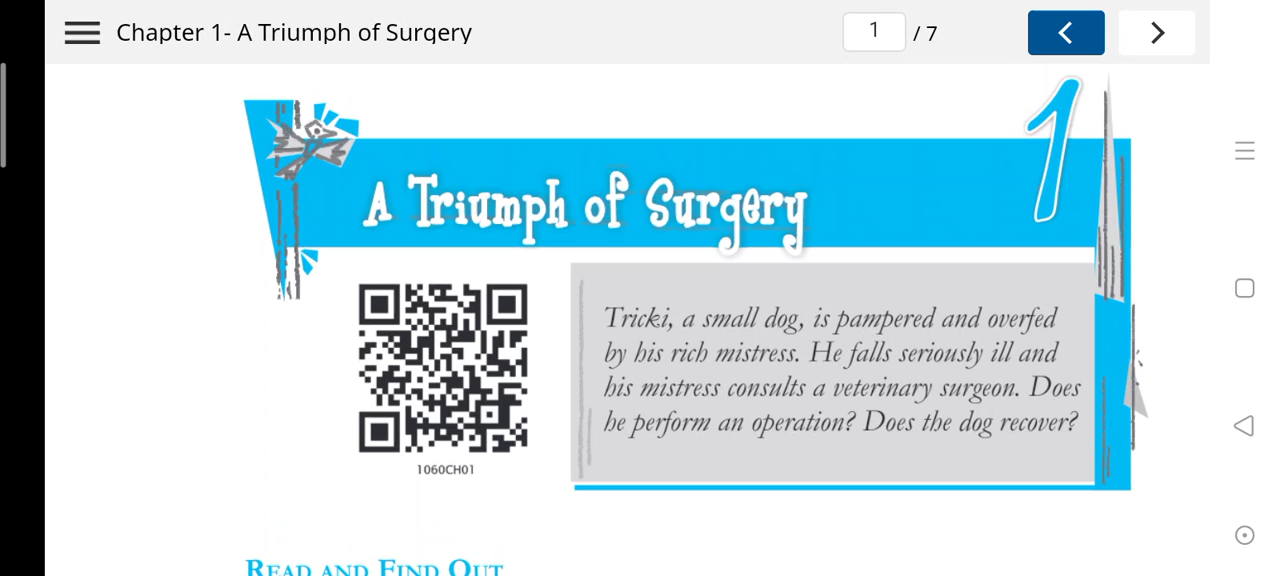 Chapter 1- A Triumph of Surgery
1 / 7
1
A Triumph of Surgery
Tricki, a small dog, is pampered and overfed
by his rich mistress. He falls seriously ill and
his mistress consults a veterinary surgeon. Does
he perform an operation? Does the dog recover?
1060CH01
READ AND FIND OUT